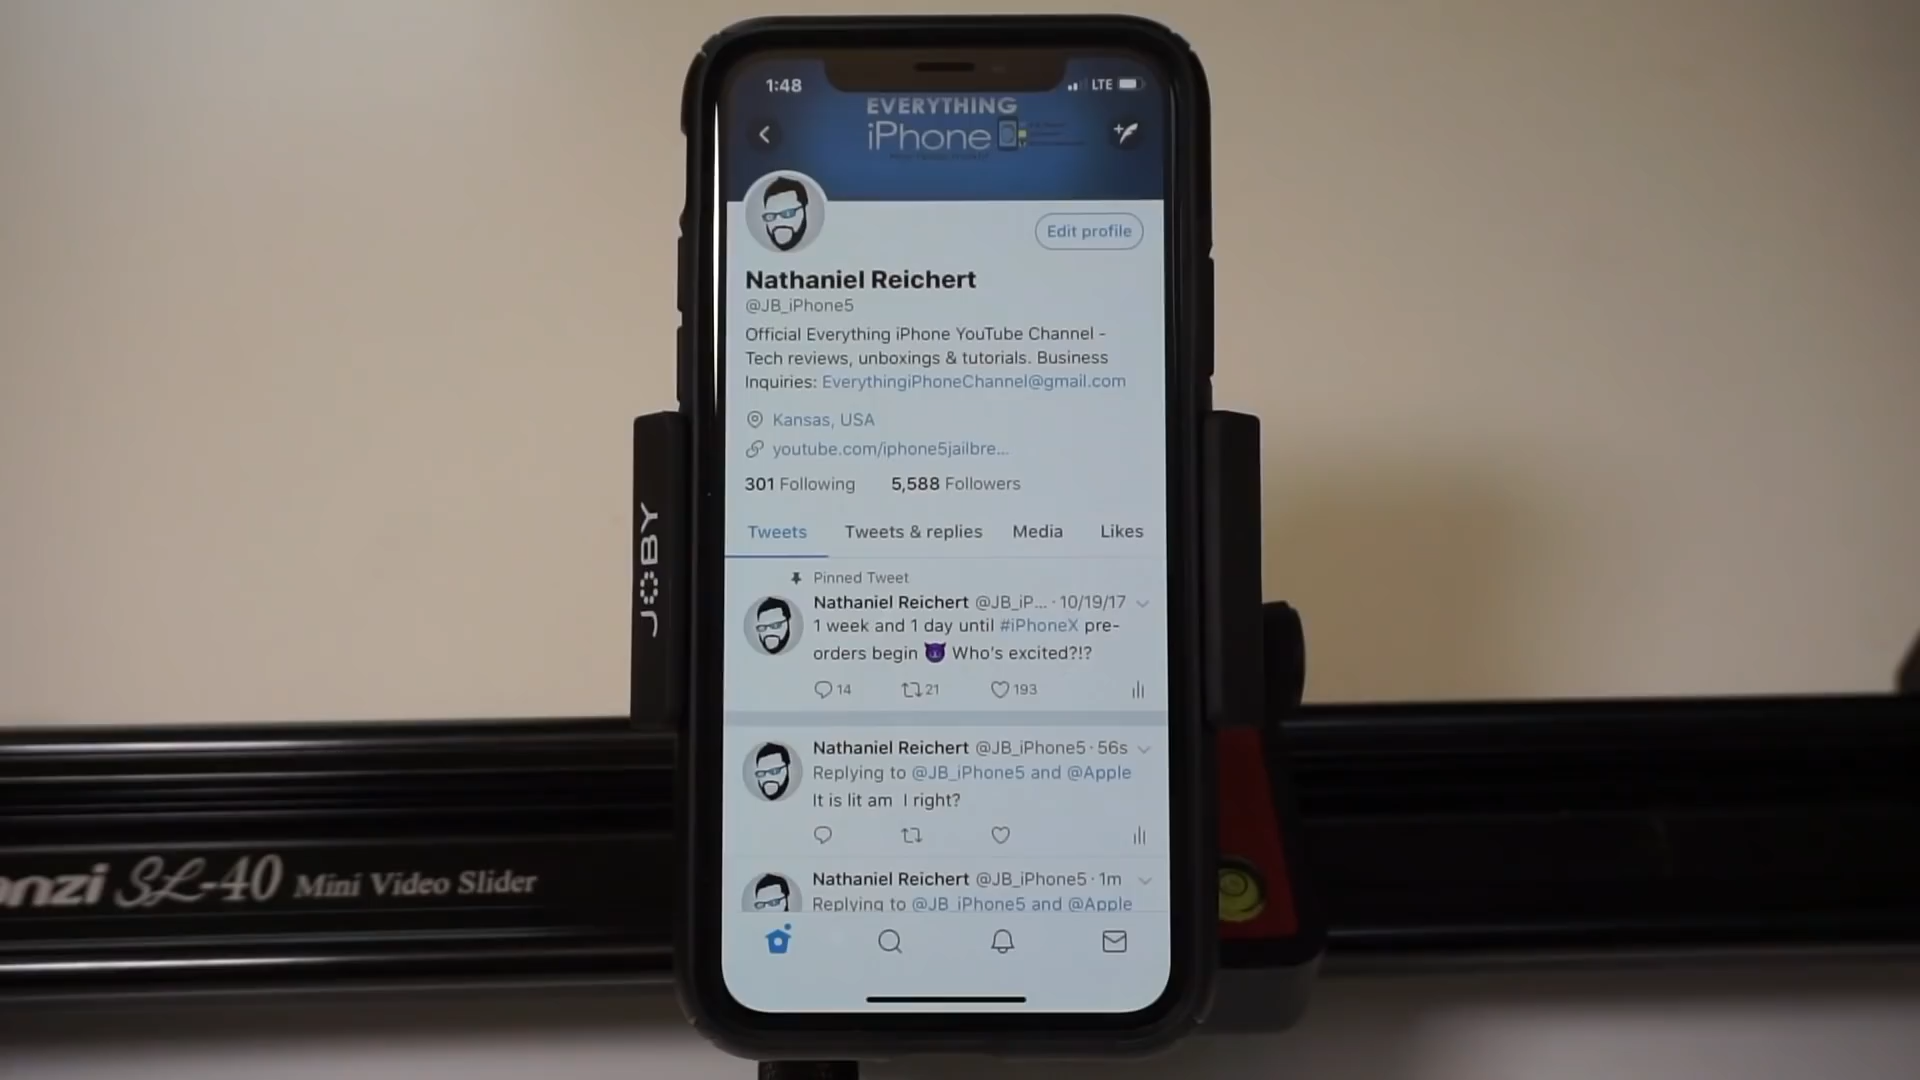 1:48
LTE
EVERYTHING
iPhone
Edit profile
Nathaniel Reichert
@JB_iPhone5
Official Everything iPhone YouTube Channel -
Tech reviews, unboxings & tutorials. Business
Inquiries: EverythingiPhoneChannel@gmail.com
Kansas, USA
youtube.com/iphone5jailbre...
301 Following 5,588 Followers
Tweets Tweets & replies Media Likes
Pinned Tweet
Nathaniel Reichert @JB_iP... · 10/19/17
1 week and 1 day until #iPhoneX pre-
orders begin 😈 Who's excited?!?
14 21 193
Nathaniel Reichert @JB_iPhone5 · 56s
Replying to @JB_iPhone5 and @Apple
It is lit am I right?
Nathaniel Reichert @JB_iPhone5 · 1m
Replying to @JB_iPhone5 and @Apple
JOBY
onzi SL-40 Mini Video Slider